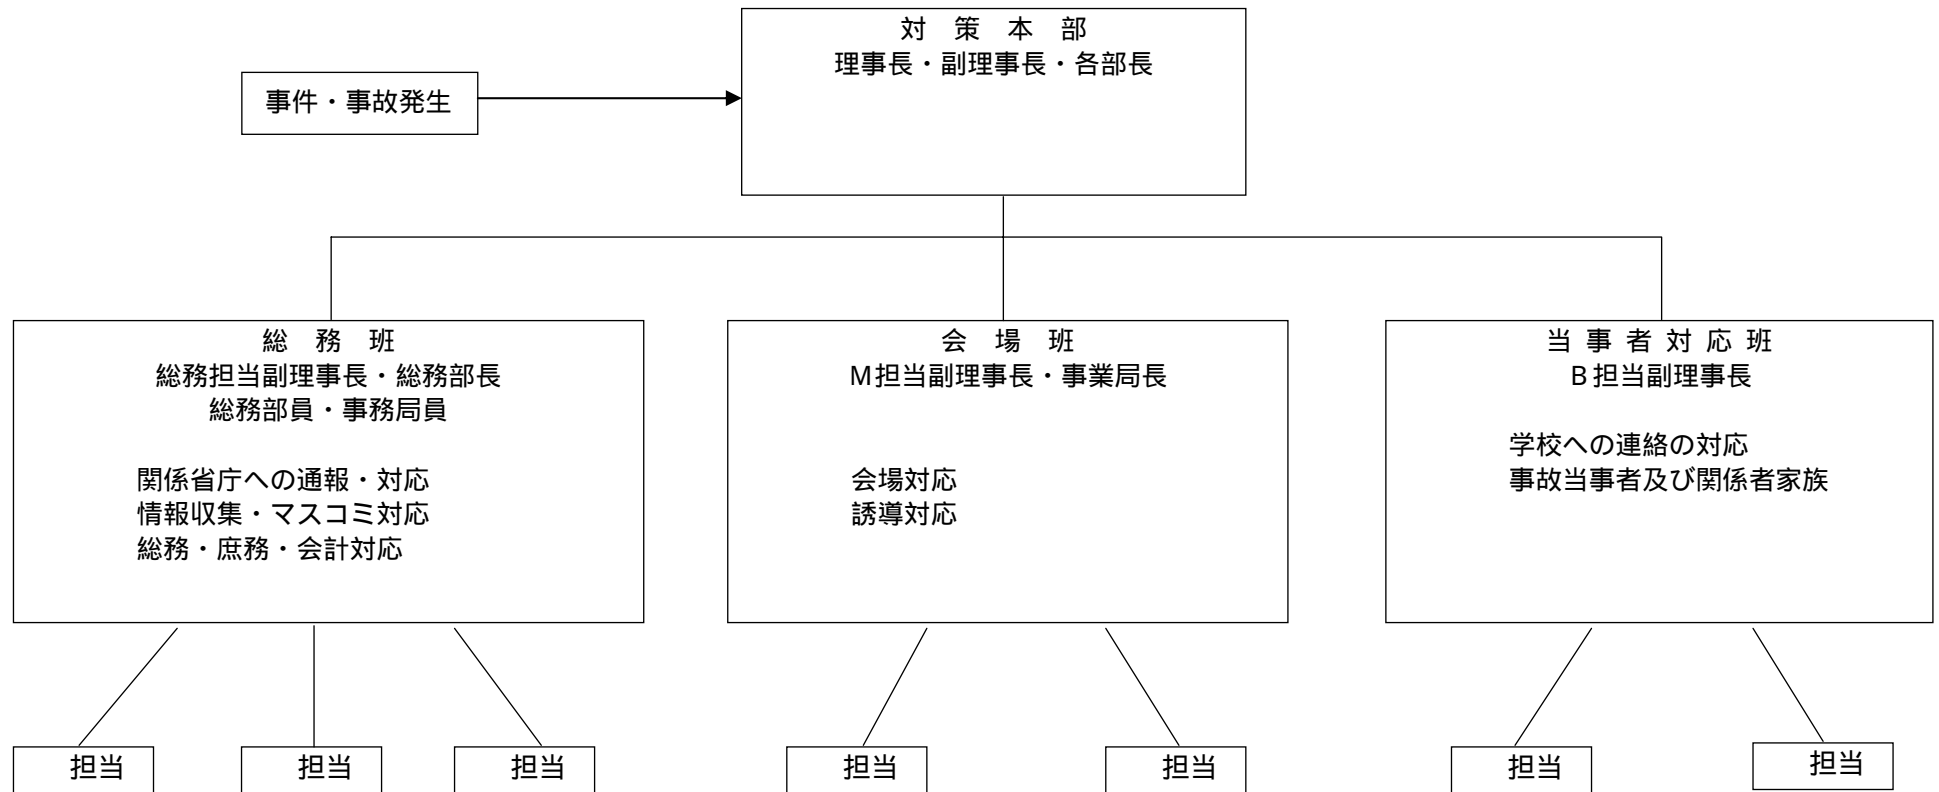 対　策　本　部
理事長・副理事長・各部長
事件・事故発生
総　務　班
総務担当副理事長・総務部長
総務部員・事務局員
関係省庁への通報・対応
情報収集・マスコミ対応
総務・庶務・会計対応
会　場　班
M担当副理事長・事業局長
会場対応
誘導対応
当 事 者 対 応 班
B担当副理事長
学校への連絡の対応
事故当事者及び関係者家族
担当
担当
担当
担当
担当
担当
担当